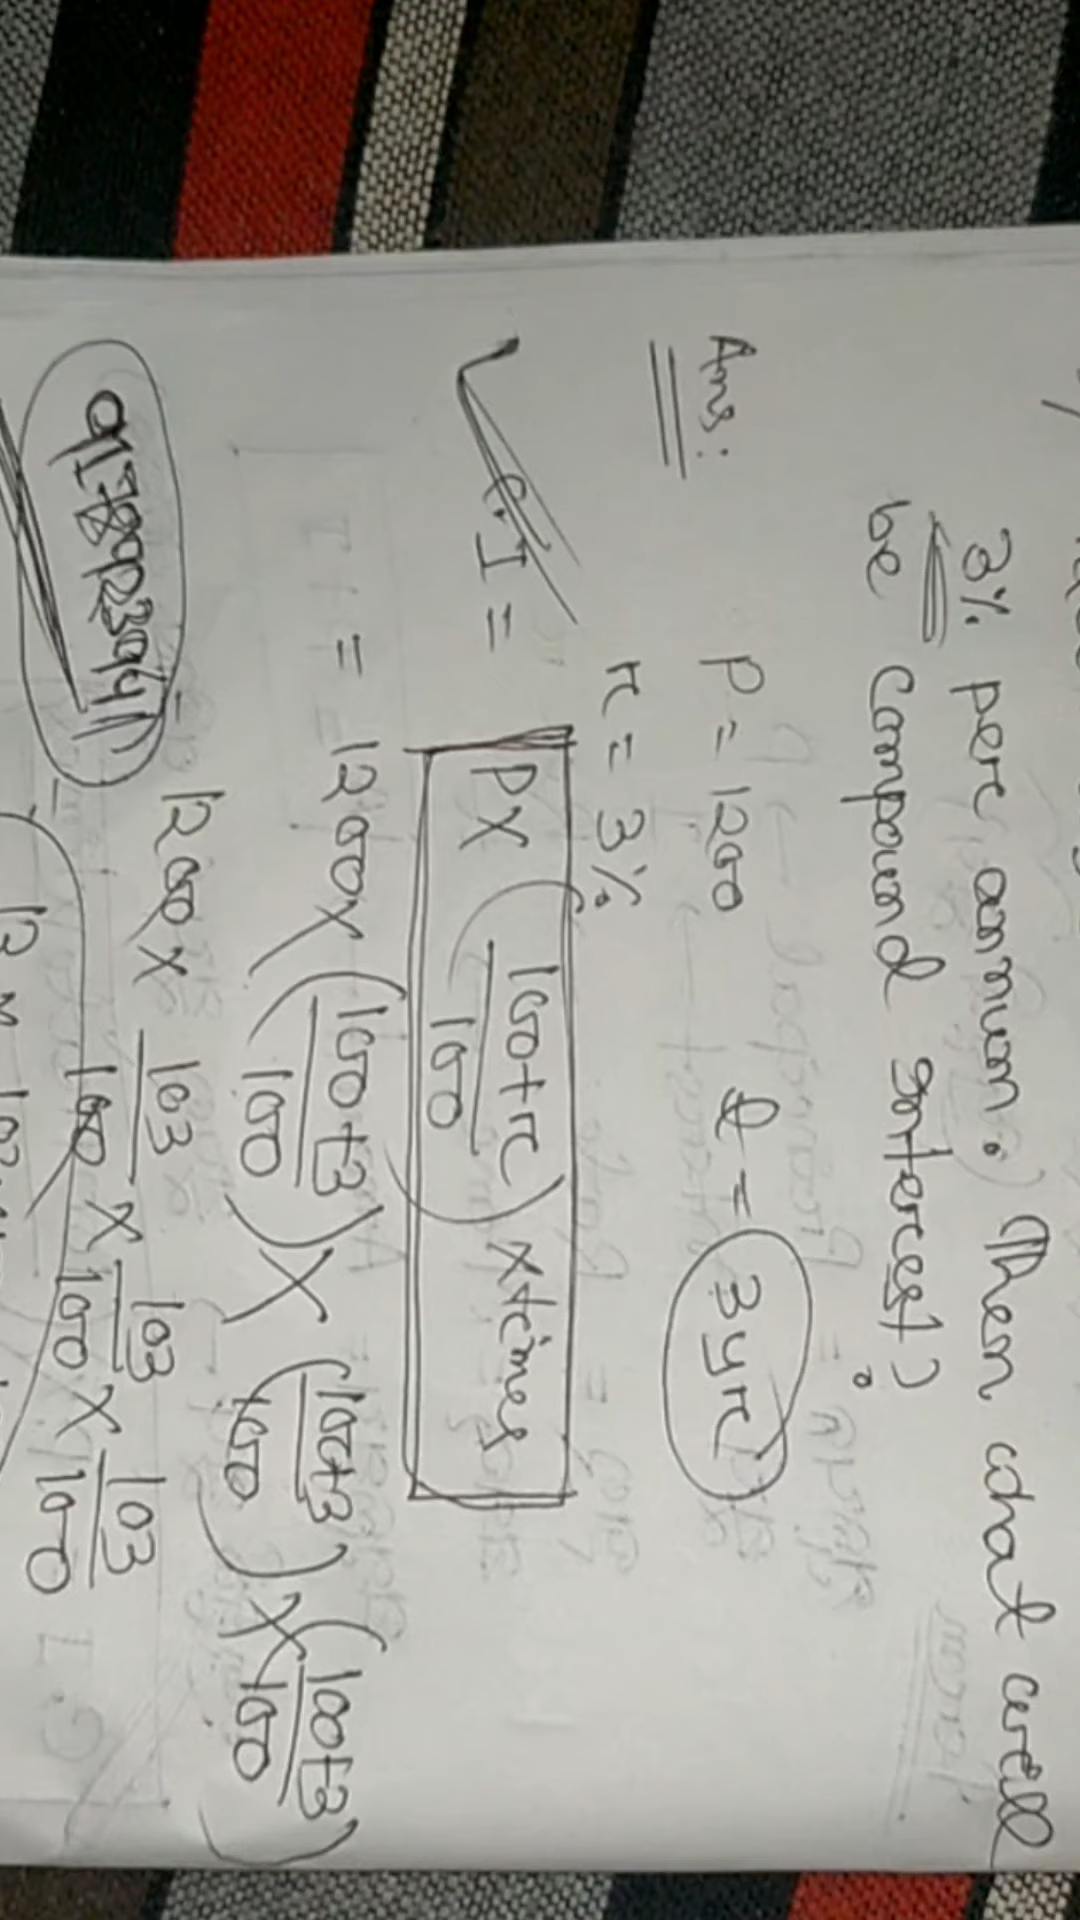 3% per annum. Then what will
be Compound Interest?
Ans:
P = 1200 t = 3yr
r = 3%
C.I = P X (100+r/100) x times
= 1200 X (100+3/100) X (100+3/100) X (100+3/100)
1200 X 103/100 X 103/100 X 103/100